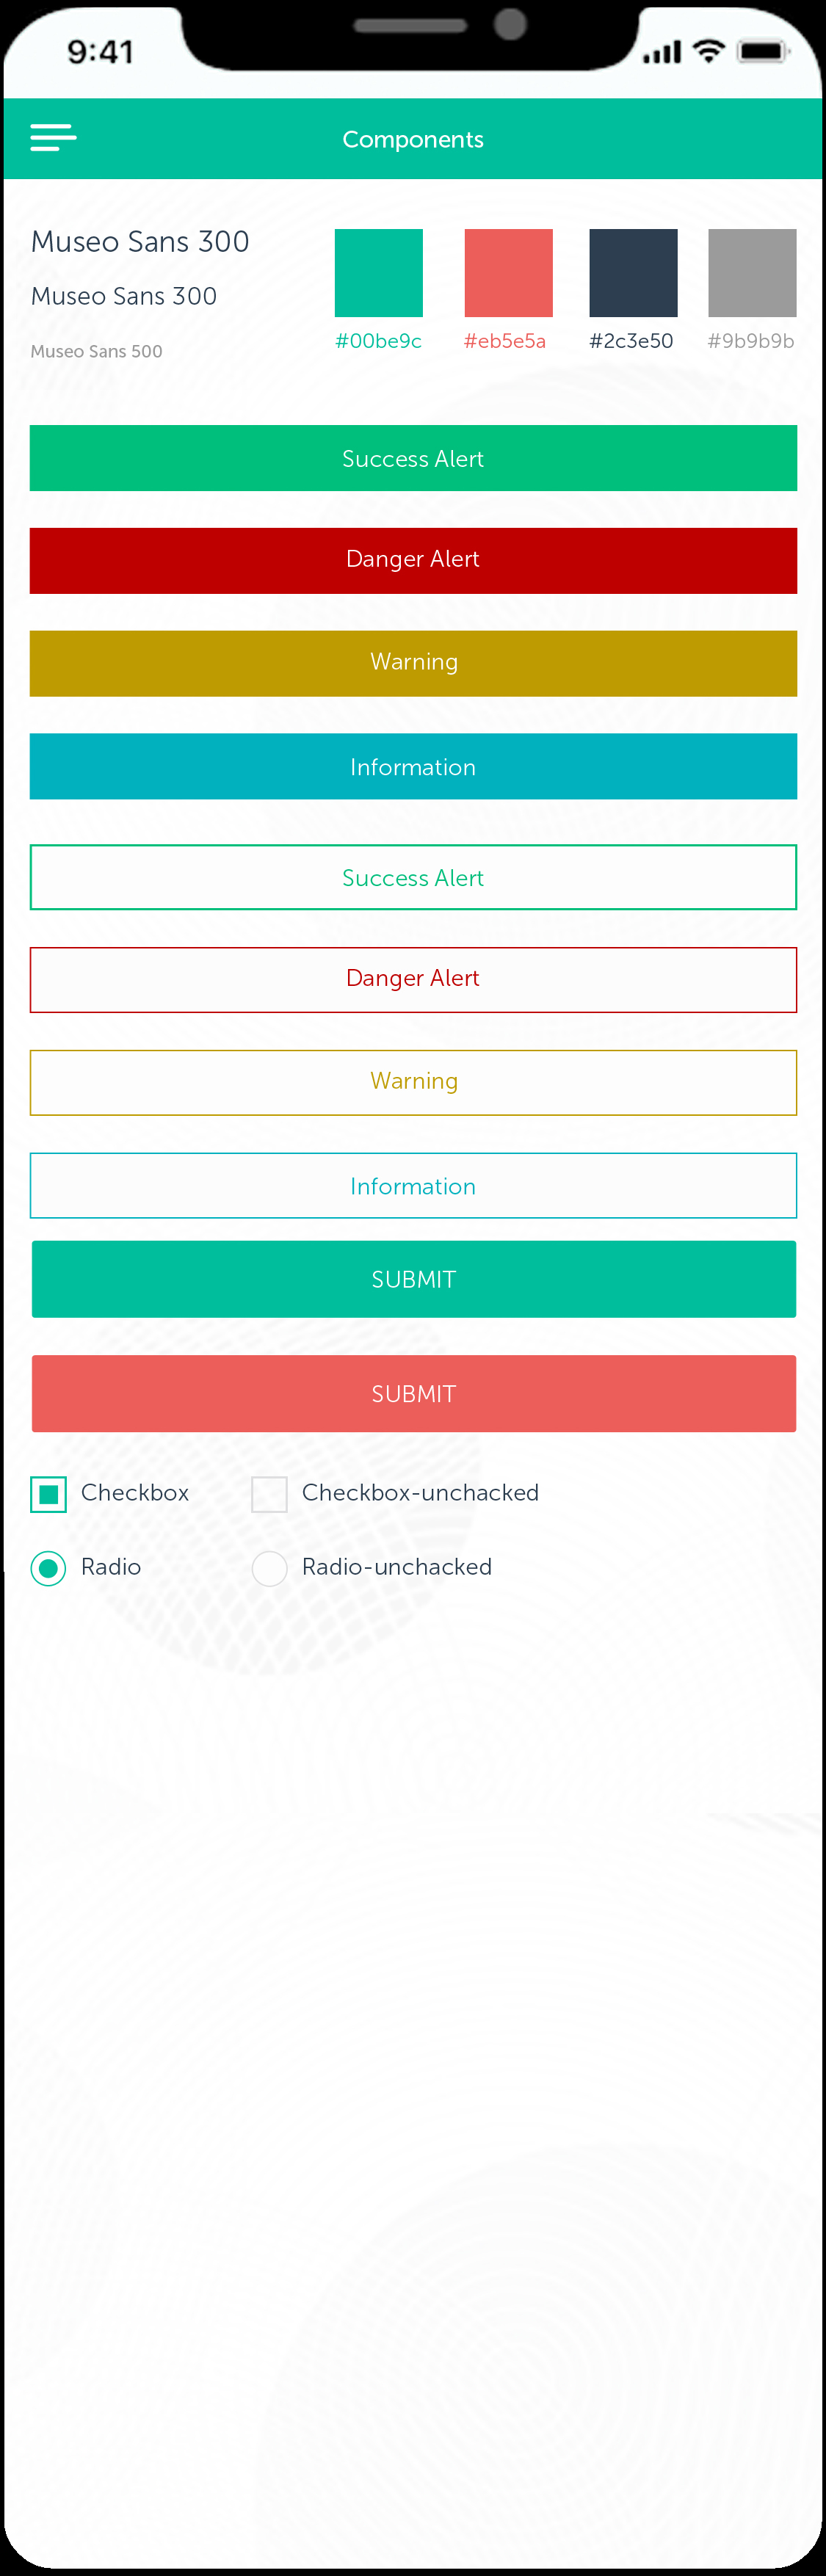 9:41
Components
Museo Sans 300
Museo Sans 300
Museo Sans 500
#00be9c #eb5e5a #2c3e50 #9b9b9b
Success Alert
Danger Alert
Warning
Information
Success Alert
Danger Alert
Warning
Information
SUBMIT
SUBMIT
Checkbox Checkbox-unchacked
Radio Radio-unchacked